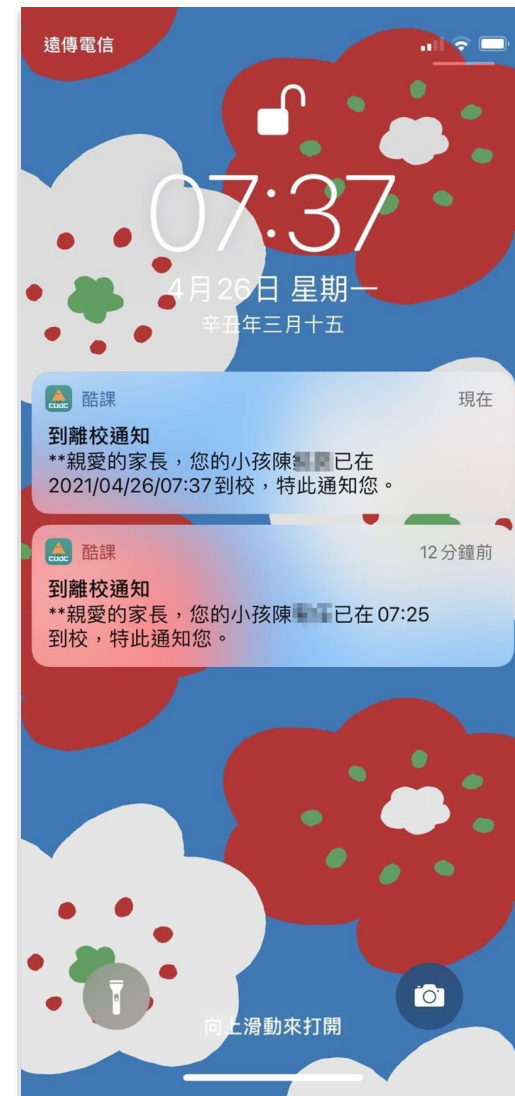 遠傳電信
07:37
4月26日 星期一
辛丑年三月十五
酷課
現在
到離校通知
**親愛的家長,您的小孩陳 已在
2021/04/26/07:37到校,特此通知您。
酷課
12分鐘前
到離校通知
**親愛的家長,您的小孩陳 已在07:25
到校,特此通知您。
向上滑動來打開